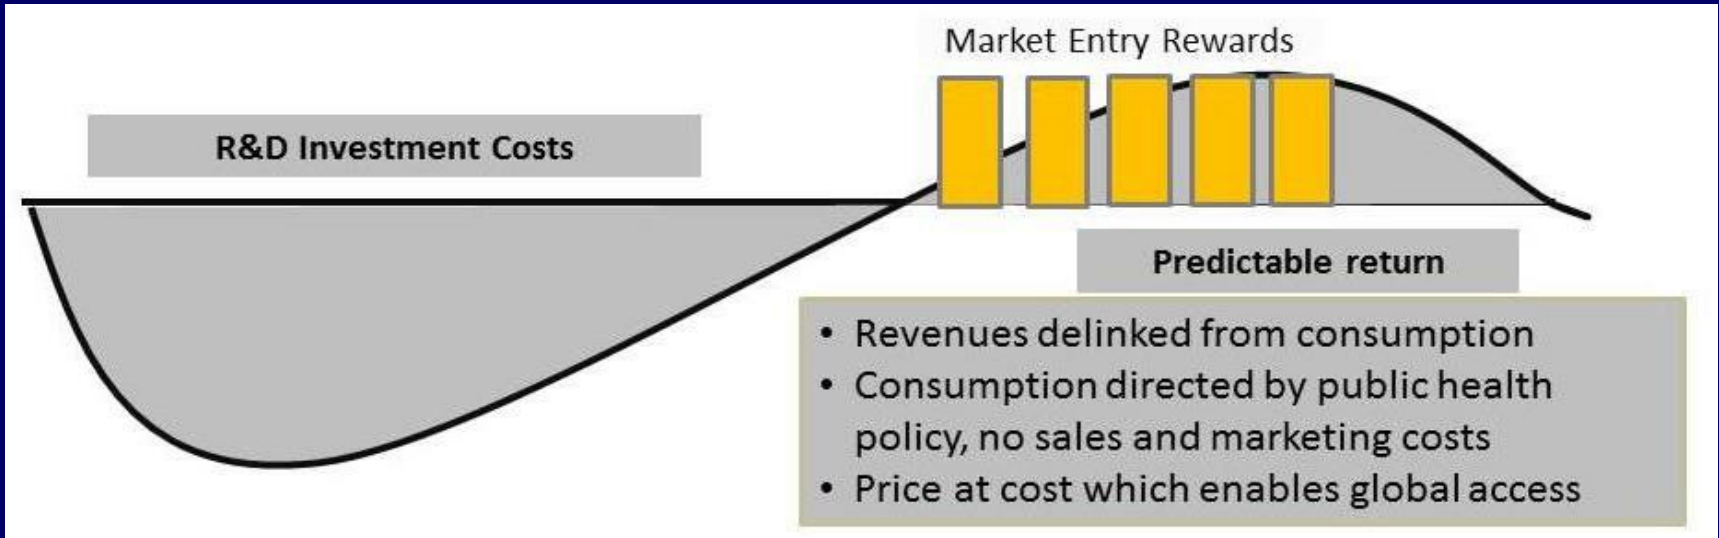 Market Entry Rewards
R&D Investment Costs
Predictable return
• Revenues delinked from consumption
• Consumption directed by public health
policy, no sales and marketing costs
• Price at cost which enables global access